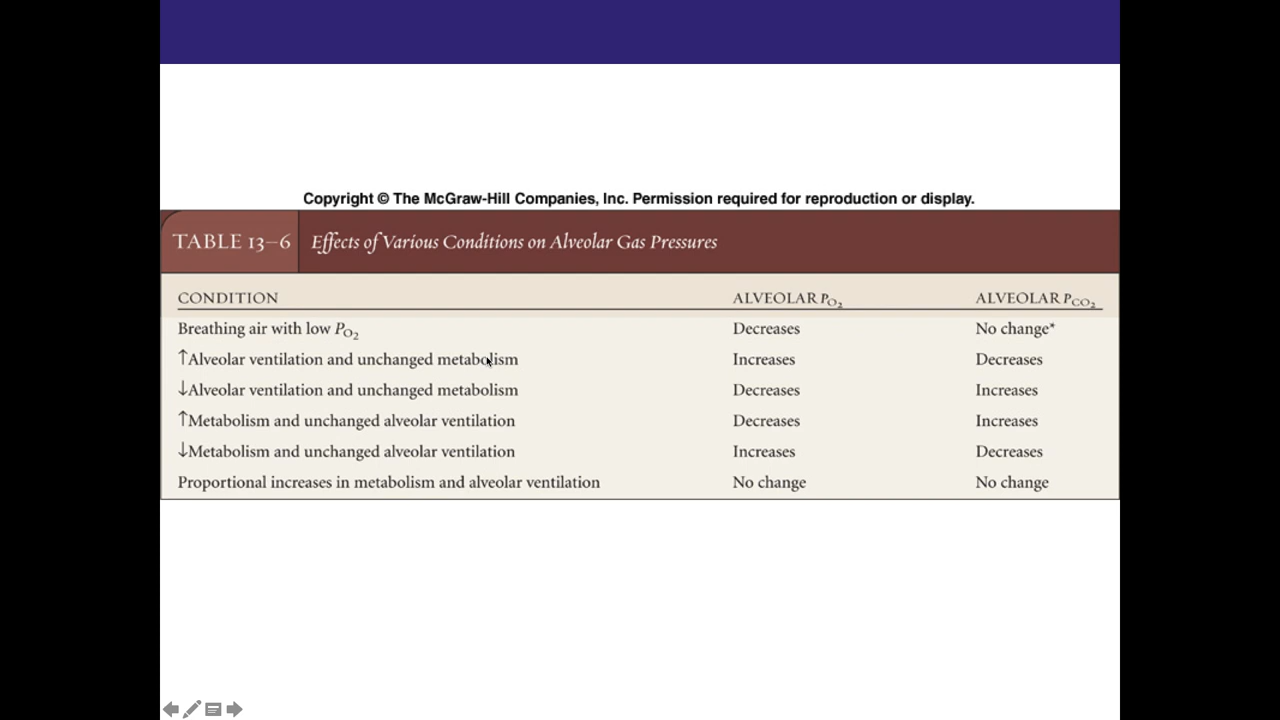 Copyright © The McGraw-Hill Companies, Inc. Permission required for reproduction or display.
TABLE 13–6 Effects of Various Conditions on Alveolar Gas Pressures
CONDITION ALVEOLAR PO₂ ALVEOLAR PCO₂
Breathing air with low PO₂ Decreases No change*
↑Alveolar ventilation and unchanged metabolism Increases Decreases
↓Alveolar ventilation and unchanged metabolism Decreases Increases
↑Metabolism and unchanged alveolar ventilation Decreases Increases
↓Metabolism and unchanged alveolar ventilation Increases Decreases
Proportional increases in metabolism and alveolar ventilation No change No change